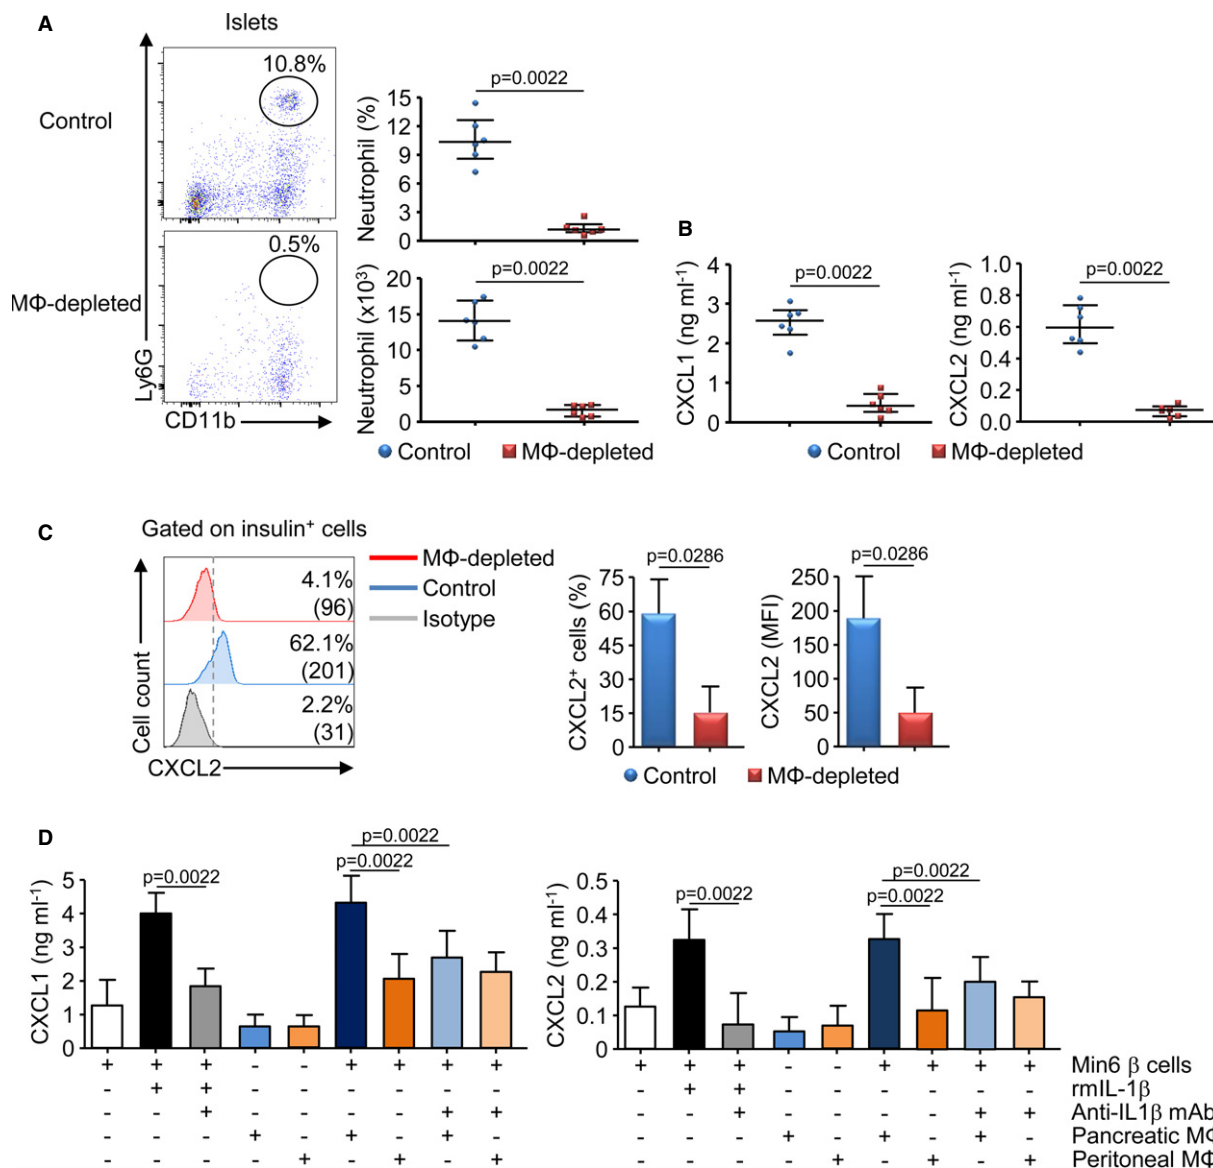 A
Islets
10.8%
Control
0.5%
MΦ-depleted
Ly6G
CD11b
p=0.0022
Neutrophil (%)
15
12
9
6
3
0
p=0.0022
Neutrophil (x10³)
20
15
10
5
0
Control MΦ-depleted
B
p=0.0022
CXCL1 (ng ml⁻¹)
4
3
2
1
0
p=0.0022
CXCL2 (ng ml⁻¹)
1.0
0.8
0.6
0.4
0.2
0.0
Control MΦ-depleted
C
Gated on insulin⁺ cells
4.1%
(96)
62.1%
(201)
2.2%
(31)
Cell count
CXCL2
MΦ-depleted
Control
Isotype
p=0.0286
CXCL2⁺ cells (%)
75
60
45
30
15
0
p=0.0286
CXCL2 (MFI)
250
200
150
100
50
0
Control MΦ-depleted
D
p=0.0022
p=0.0022
p=0.0022
CXCL1 (ng ml⁻¹)
5
4
3
2
1
0
p=0.0022
p=0.0022
p=0.0022
CXCL2 (ng ml⁻¹)
0.5
0.4
0.3
0.2
0.1
0
+ + + - - + + + + + + + - - + + + + Min6 β cells
- + + - - - - - - - + + - - - - - - rmIL-1β
- - + - - - - + + - - + - - - - + + Anti-IL1β mAb
- - - + - + - + - - - - + - + - + - Pancreatic MΦ
- - - - + - + - + - - - - + - + - + Peritoneal MΦ